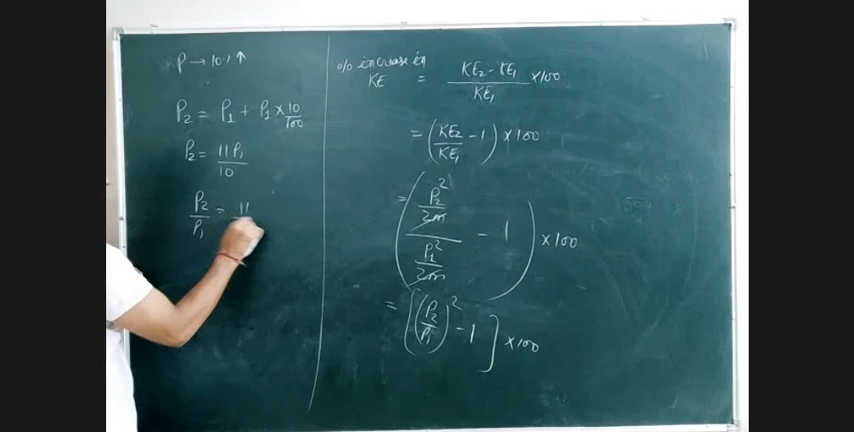 P → 10% ↑
P₂ = P₁ + P₁ × 10/100
P₂ = 11P₁/10
P₂/P₁ = 11
% increase in KE = (KE₂ - KE₁)/KE₁ × 100
= (KE₂/KE₁ - 1) × 100
= ((P₂²/2m)/(P₁²/2m) - 1) × 100
= [(P₂/P₁)² - 1] × 100